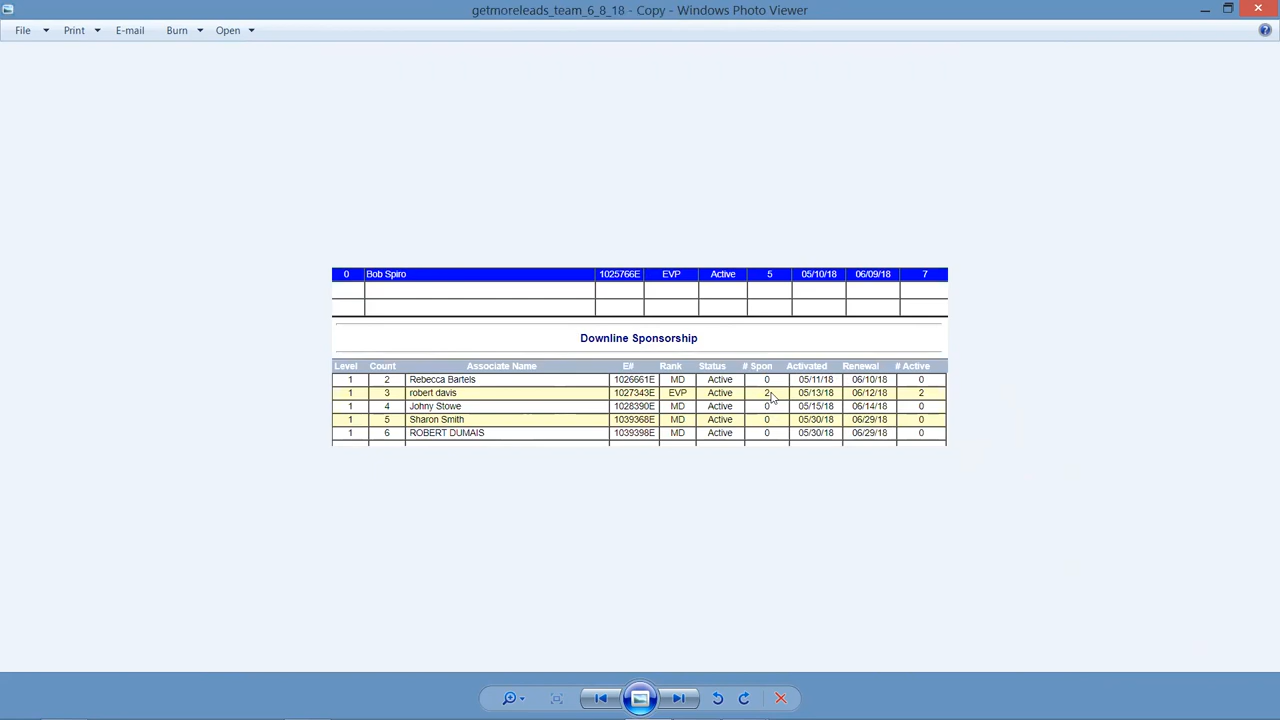 getmoreleads_team_6_8_18 - Copy - Windows Photo Viewer
File Print E-mail Burn Open
0 Bob Spiro 1025766E EVP Active 5 05/10/18 06/09/18 7
Downline Sponsorship
Level Count Associate Name E# Rank Status # Spon Activated Renewal # Active
1 2 Rebecca Bartels 1026661E MD Active 0 05/11/18 06/10/18 0
1 3 robert davis 1027343E EVP Active 2 05/13/18 06/12/18 2
1 4 Johny Stowe 1028390E MD Active 0 05/15/18 06/14/18 0
1 5 Sharon Smith 1039368E MD Active 0 05/30/18 06/29/18 0
1 6 ROBERT DUMAIS 1039398E MD Active 0 05/30/18 06/29/18 0